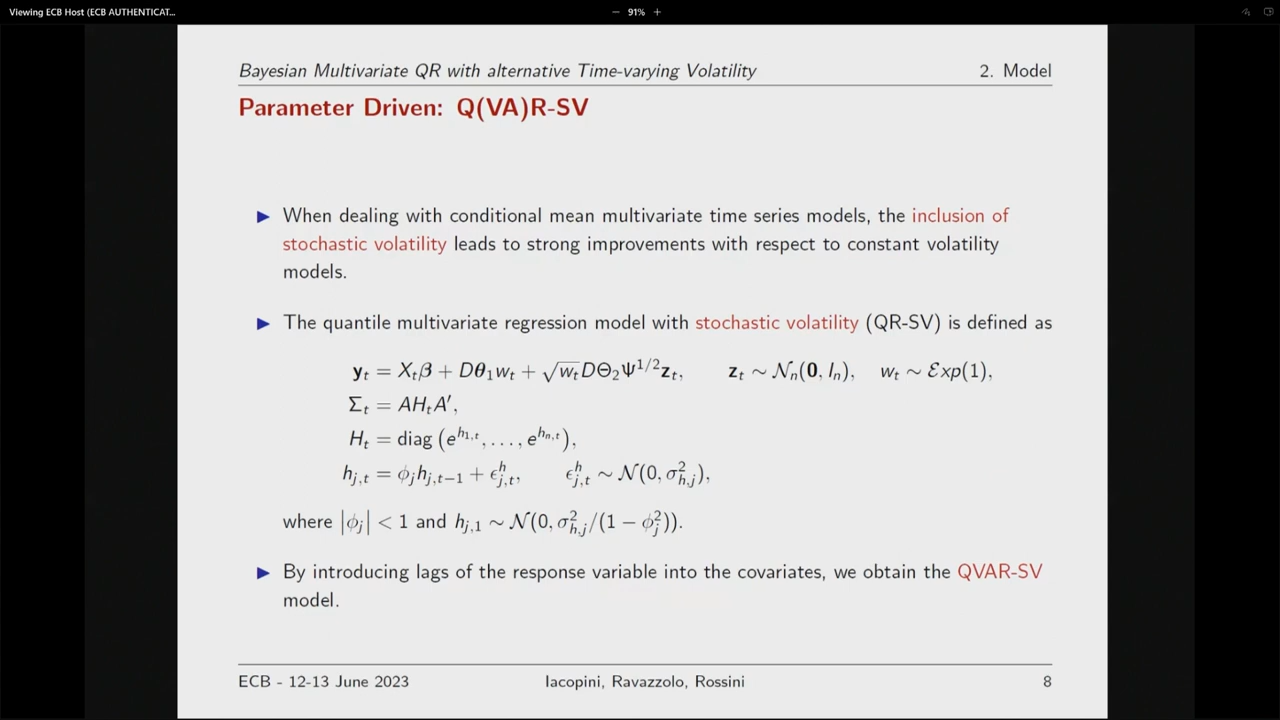 Viewing ECB Host (ECB AUTHENTICAT...
− 91% +
Bayesian Multivariate QR with alternative Time-varying Volatility 2. Model
Parameter Driven: Q(VA)R-SV
▶ When dealing with conditional mean multivariate time series models, the inclusion of
stochastic volatility leads to strong improvements with respect to constant volatility
models.
▶ The quantile multivariate regression model with stochastic volatility (QR-SV) is defined as
𝐲_t = X_tβ + D𝛉_1w_t + √w_t DΘ_2Ψ^{1/2}𝐳_t, 𝐳_t ∼ 𝒩_n(𝟎, I_n), w_t ∼ ℰxp(1),
Σ_t = AH_tA′,
H_t = diag (e^{h_{1,t}}, . . . , e^{h_{n,t}}),
h_{j,t} = ϕ_jh_{j,t−1} + ϵ^h_{j,t}, ϵ^h_{j,t} ∼ 𝒩(0, σ^2_{h,j}),
where |ϕ_j| < 1 and h_{j,1} ∼ 𝒩(0, σ^2_{h,j}/(1 − ϕ^2_j)).
▶ By introducing lags of the response variable into the covariates, we obtain the QVAR-SV
model.
ECB - 12-13 June 2023 Iacopini, Ravazzolo, Rossini 8